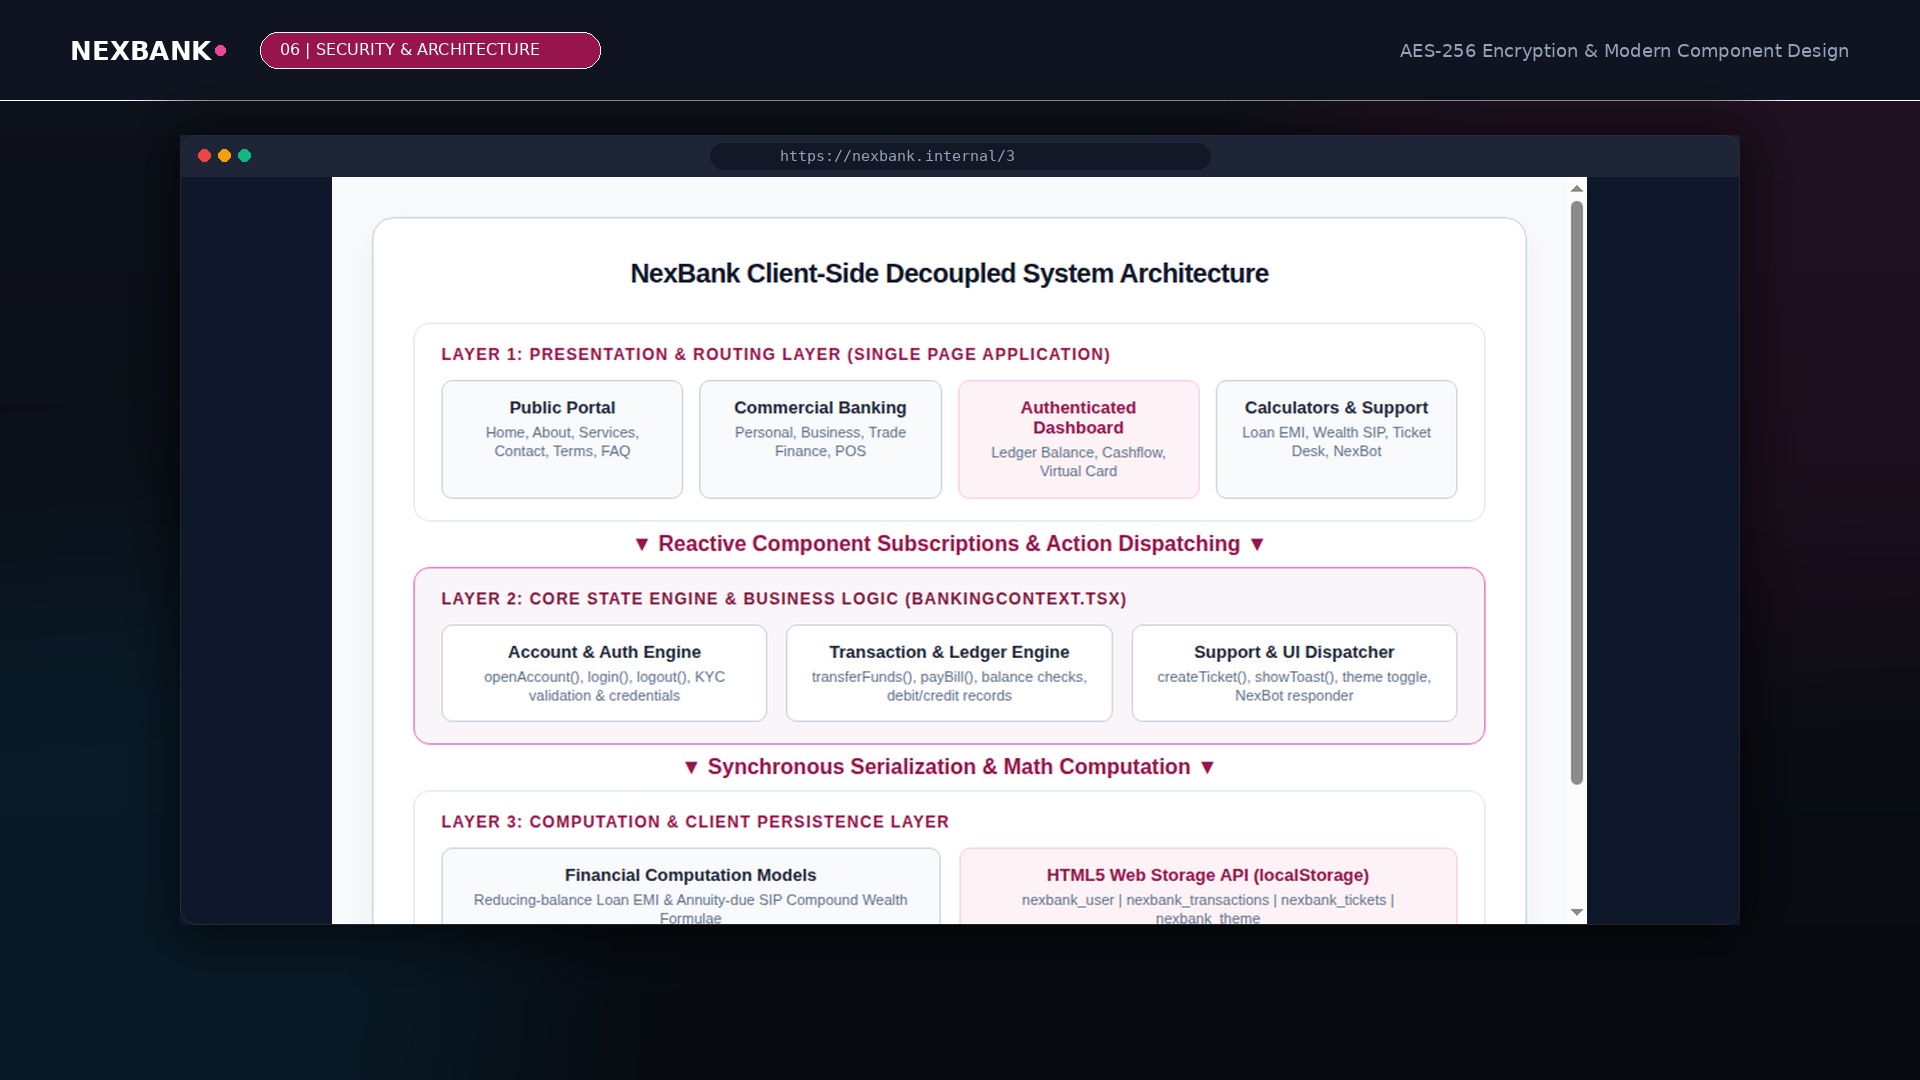 NEXBANK
06 | SECURITY & ARCHITECTURE
AES-256 Encryption & Modern Component Design
https://nexbank.internal/3
NexBank Client-Side Decoupled System Architecture
LAYER 1: PRESENTATION & ROUTING LAYER (SINGLE PAGE APPLICATION)
Public Portal
Home, About, Services,
Contact, Terms, FAQ
Commercial Banking
Personal, Business, Trade
Finance, POS
Authenticated
Dashboard
Ledger Balance, Cashflow,
Virtual Card
Calculators & Support
Loan EMI, Wealth SIP, Ticket
Desk, NexBot
▼ Reactive Component Subscriptions & Action Dispatching ▼
LAYER 2: CORE STATE ENGINE & BUSINESS LOGIC (BANKINGCONTEXT.TSX)
Account & Auth Engine
openAccount(), login(), logout(), KYC
validation & credentials
Transaction & Ledger Engine
transferFunds(), payBill(), balance checks,
debit/credit records
Support & UI Dispatcher
createTicket(), showToast(), theme toggle,
NexBot responder
▼ Synchronous Serialization & Math Computation ▼
LAYER 3: COMPUTATION & CLIENT PERSISTENCE LAYER
Financial Computation Models
Reducing-balance Loan EMI & Annuity-due SIP Compound Wealth
Formulae
HTML5 Web Storage API (localStorage)
nexbank_user | nexbank_transactions | nexbank_tickets |
nexbank_theme